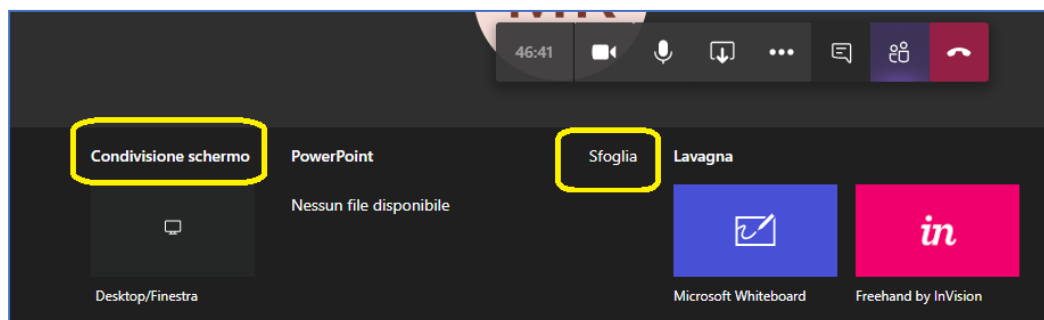 46:41
Condivisione schermo
PowerPoint
Sfoglia
Lavagna
Nessun file disponibile
in
Desktop/Finestra
Microsoft Whiteboard
Freehand by InVision